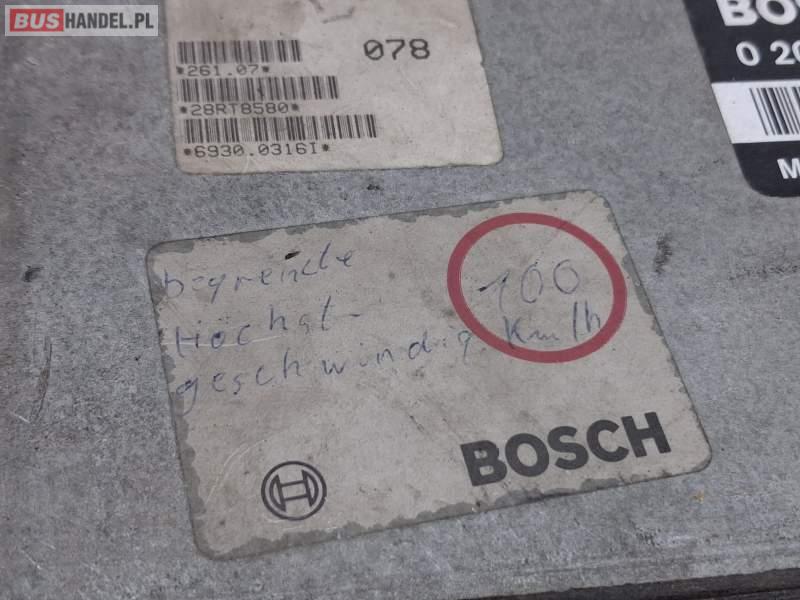 BUSHANDEL.PL
078
*261.07*
*28RT8580*
*6930.0316I*
BO
0 20
M
begrenzte
Höchst-
geschwindig.
100
Km/h
BOSCH